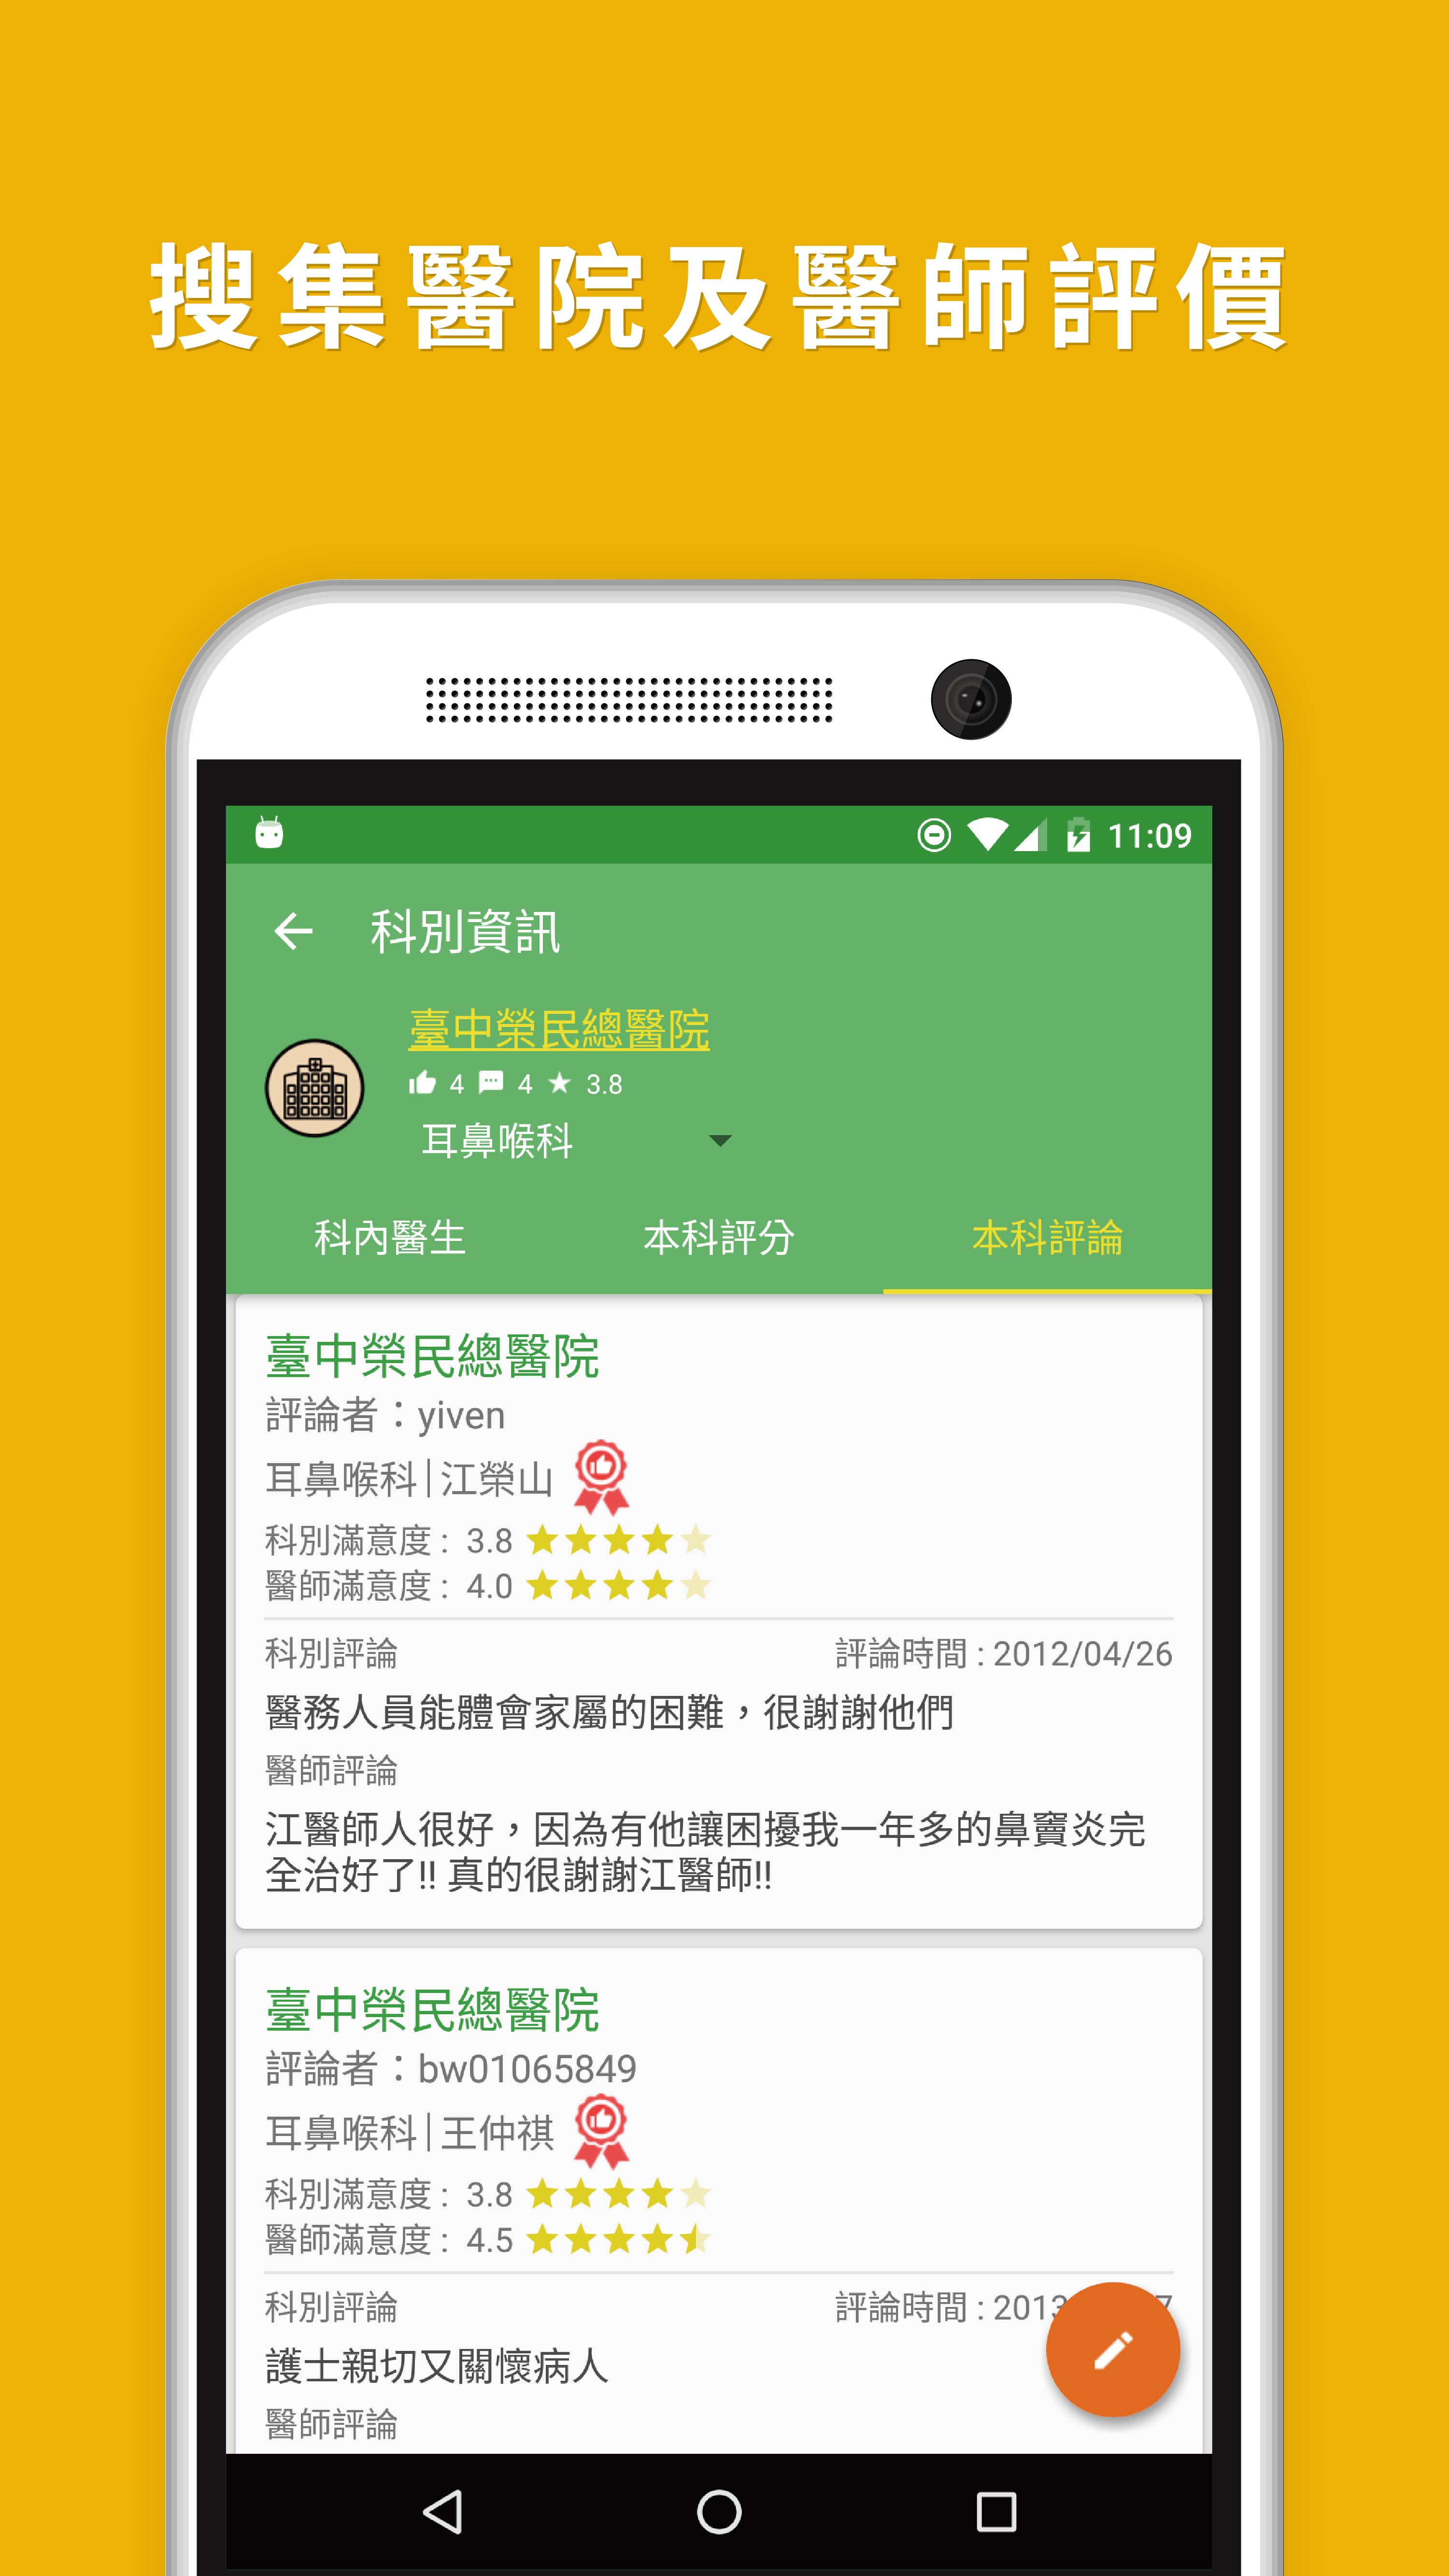 搜集醫院及醫師評價
11:09
科別資訊
臺中榮民總醫院
4 4 3.8
耳鼻喉科
科內醫生 本科評分 本科評論
臺中榮民總醫院
評論者：yiven
耳鼻喉科|江榮山
科別滿意度： 3.8
醫師滿意度： 4.0
科別評論 評論時間 : 2012/04/26
醫務人員能體會家屬的困難，很謝謝他們
醫師評論
江醫師人很好，因為有他讓困擾我一年多的鼻竇炎完
全治好了!! 真的很謝謝江醫師!!
臺中榮民總醫院
評論者：bw01065849
耳鼻喉科|王仲祺
科別滿意度： 3.8
醫師滿意度： 4.5
科別評論 評論時間 : 2013
護士親切又關懷病人
醫師評論